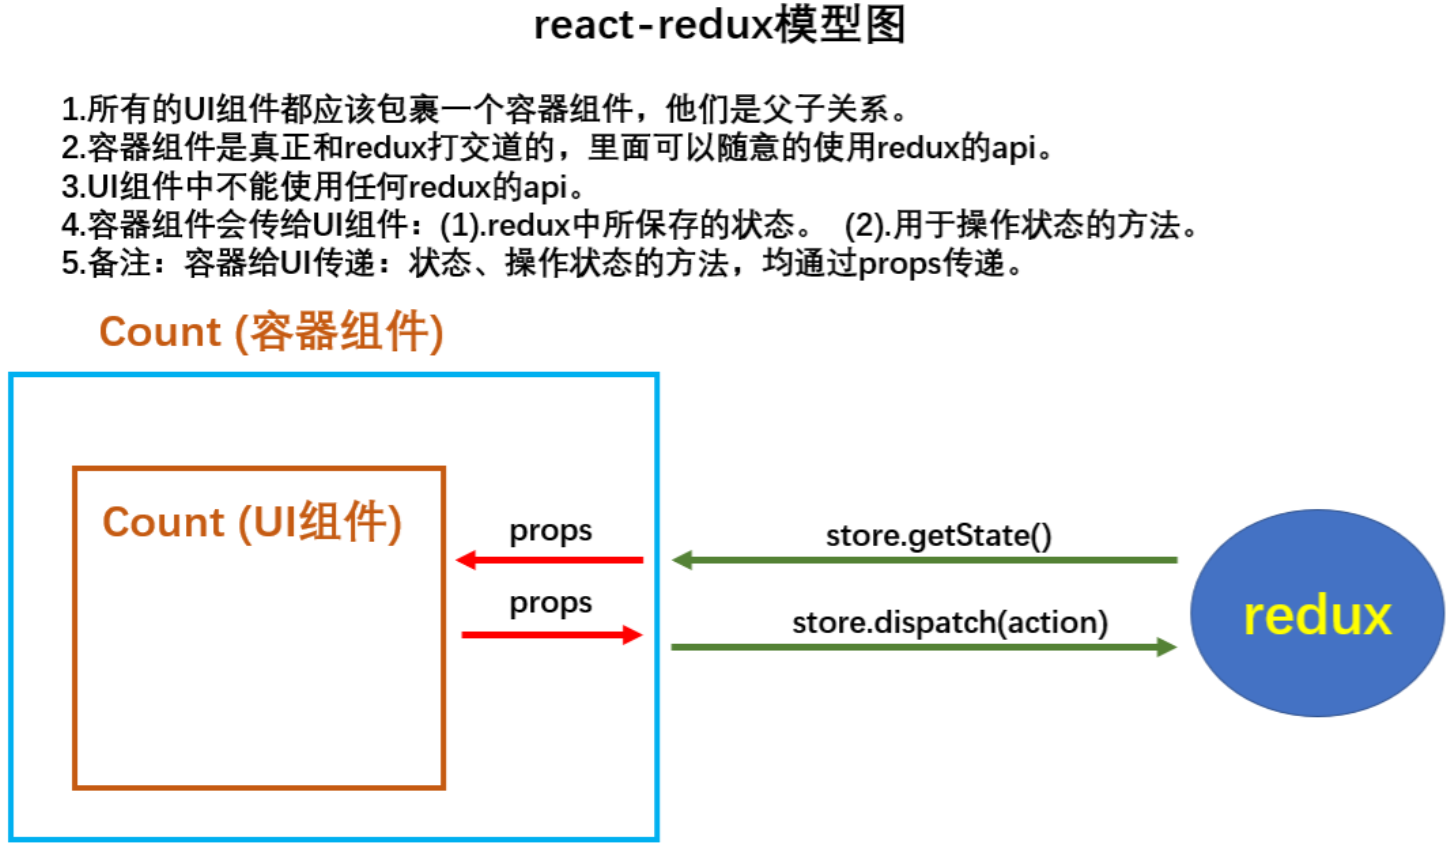 react-redux模型图
1.所有的UI组件都应该包裹一个容器组件，他们是父子关系。
2.容器组件是真正和redux打交道的，里面可以随意的使用redux的api。
3.UI组件中不能使用任何redux的api。
4.容器组件会传给UI组件：(1).redux中所保存的状态。 (2).用于操作状态的方法。
5.备注：容器给UI传递：状态、操作状态的方法，均通过props传递。
Count (容器组件)
Count (UI组件)
props
props
store.getState()
store.dispatch(action)
redux